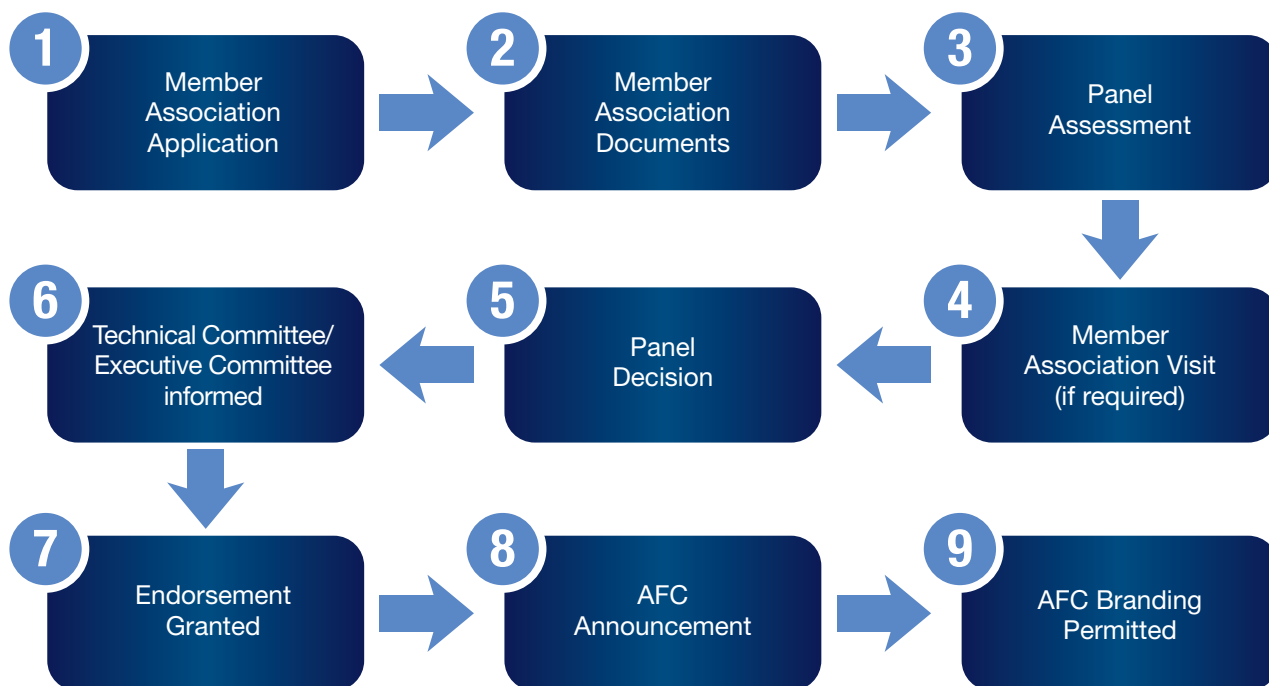 1
Member
Association
Application
2
Member
Association
Documents
3
Panel
Assessment
4
Member
Association Visit
(if required)
5
Panel
Decision
6
Technical Committee/
Executive Committee
informed
7
Endorsement
Granted
8
AFC
Announcement
9
AFC Branding
Permitted